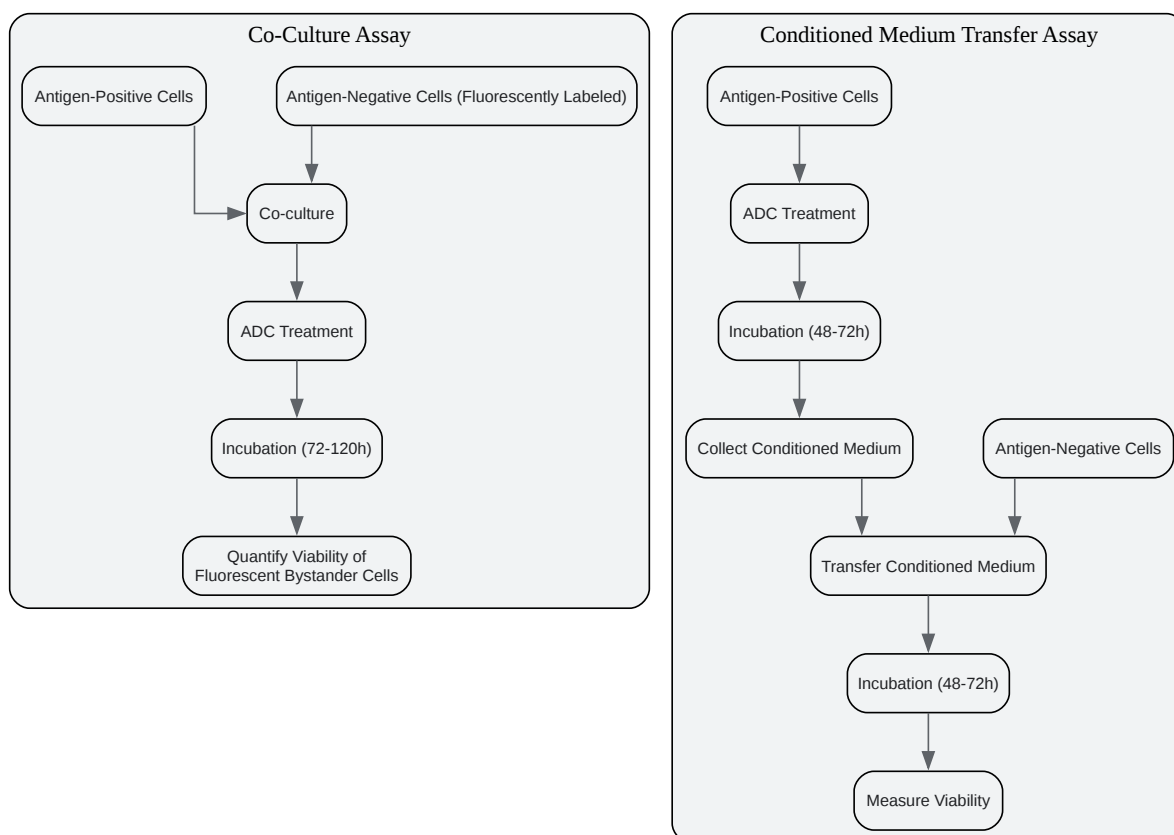 Co-Culture Assay
Antigen-Positive Cells
Antigen-Negative Cells (Fluorescently Labeled)
Co-culture
ADC Treatment
Incubation (72-120h)
Quantify Viability of
Fluorescent Bystander Cells
Conditioned Medium Transfer Assay
Antigen-Positive Cells
ADC Treatment
Incubation (48-72h)
Collect Conditioned Medium
Antigen-Negative Cells
Transfer Conditioned Medium
Incubation (48-72h)
Measure Viability